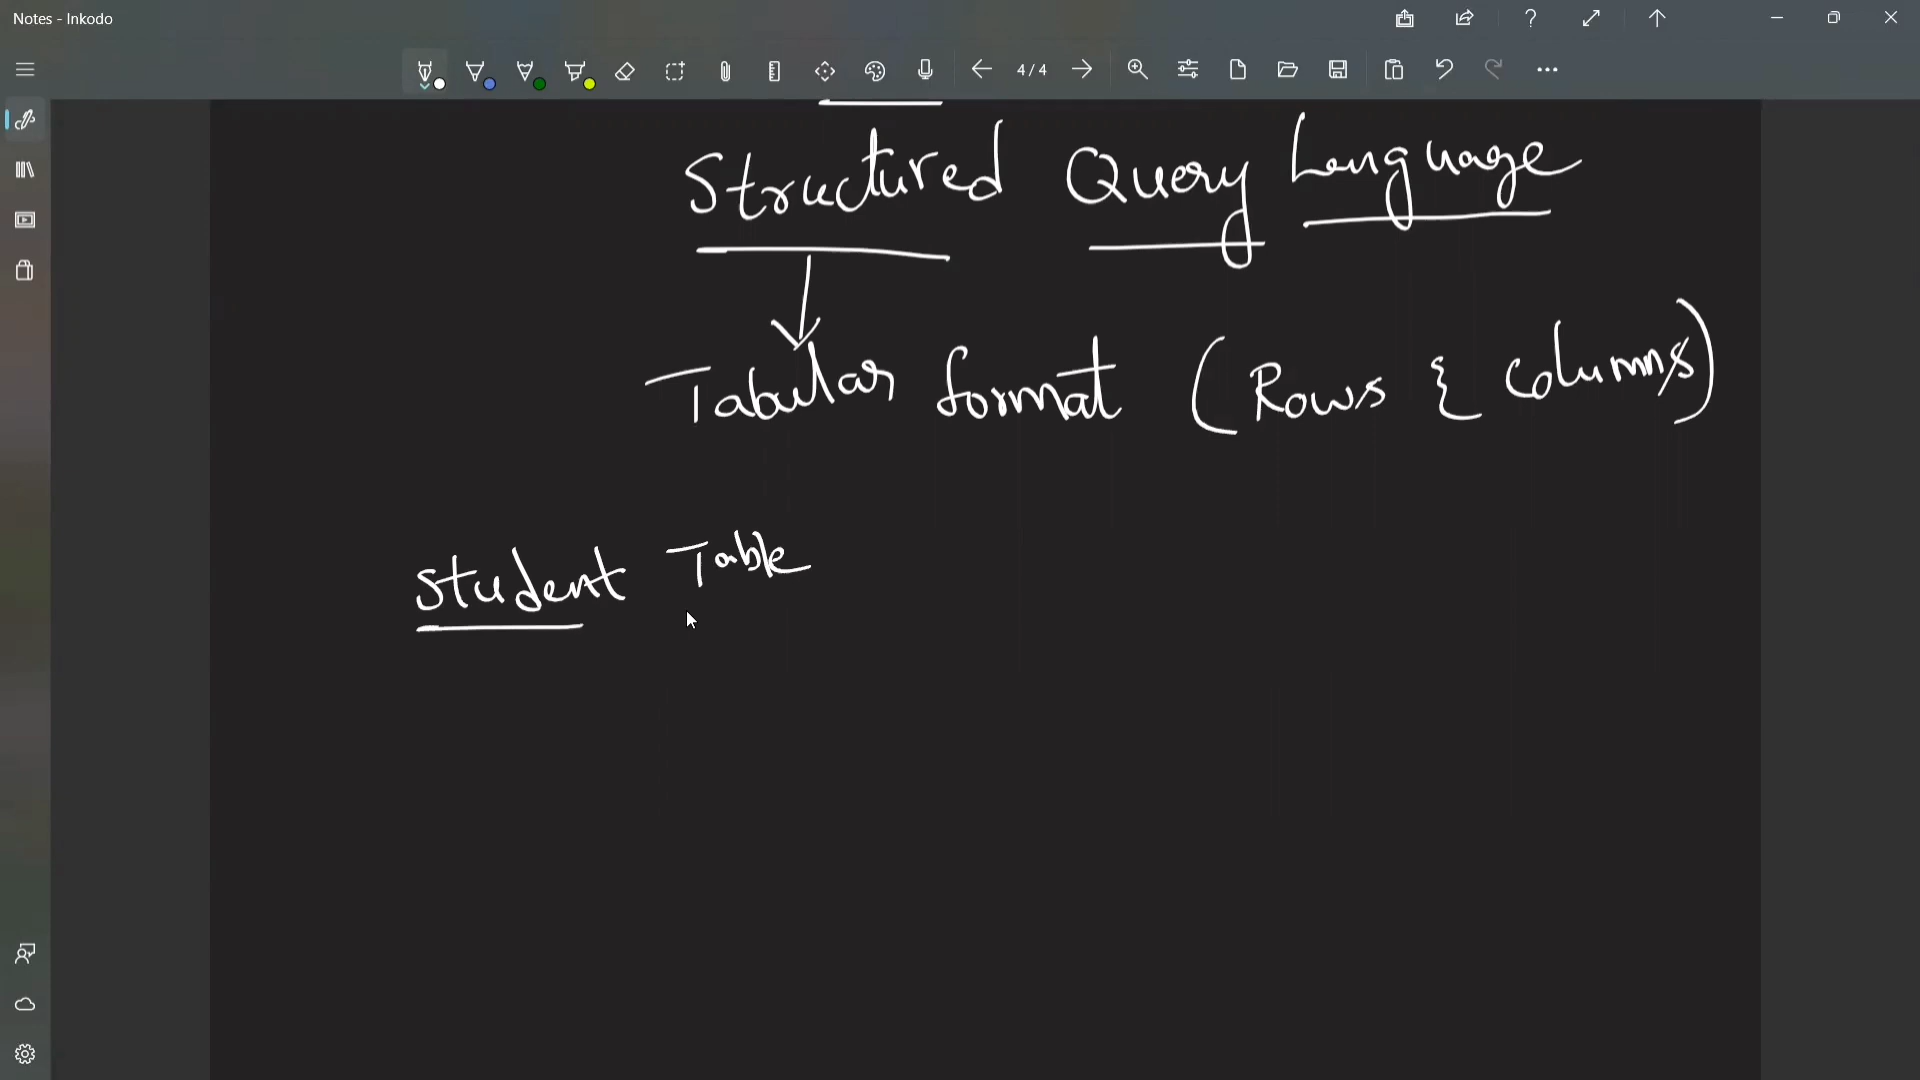 Notes - Inkodo
4 / 4
Structured Query Language
Tabular format (Rows & columns)
Student Table